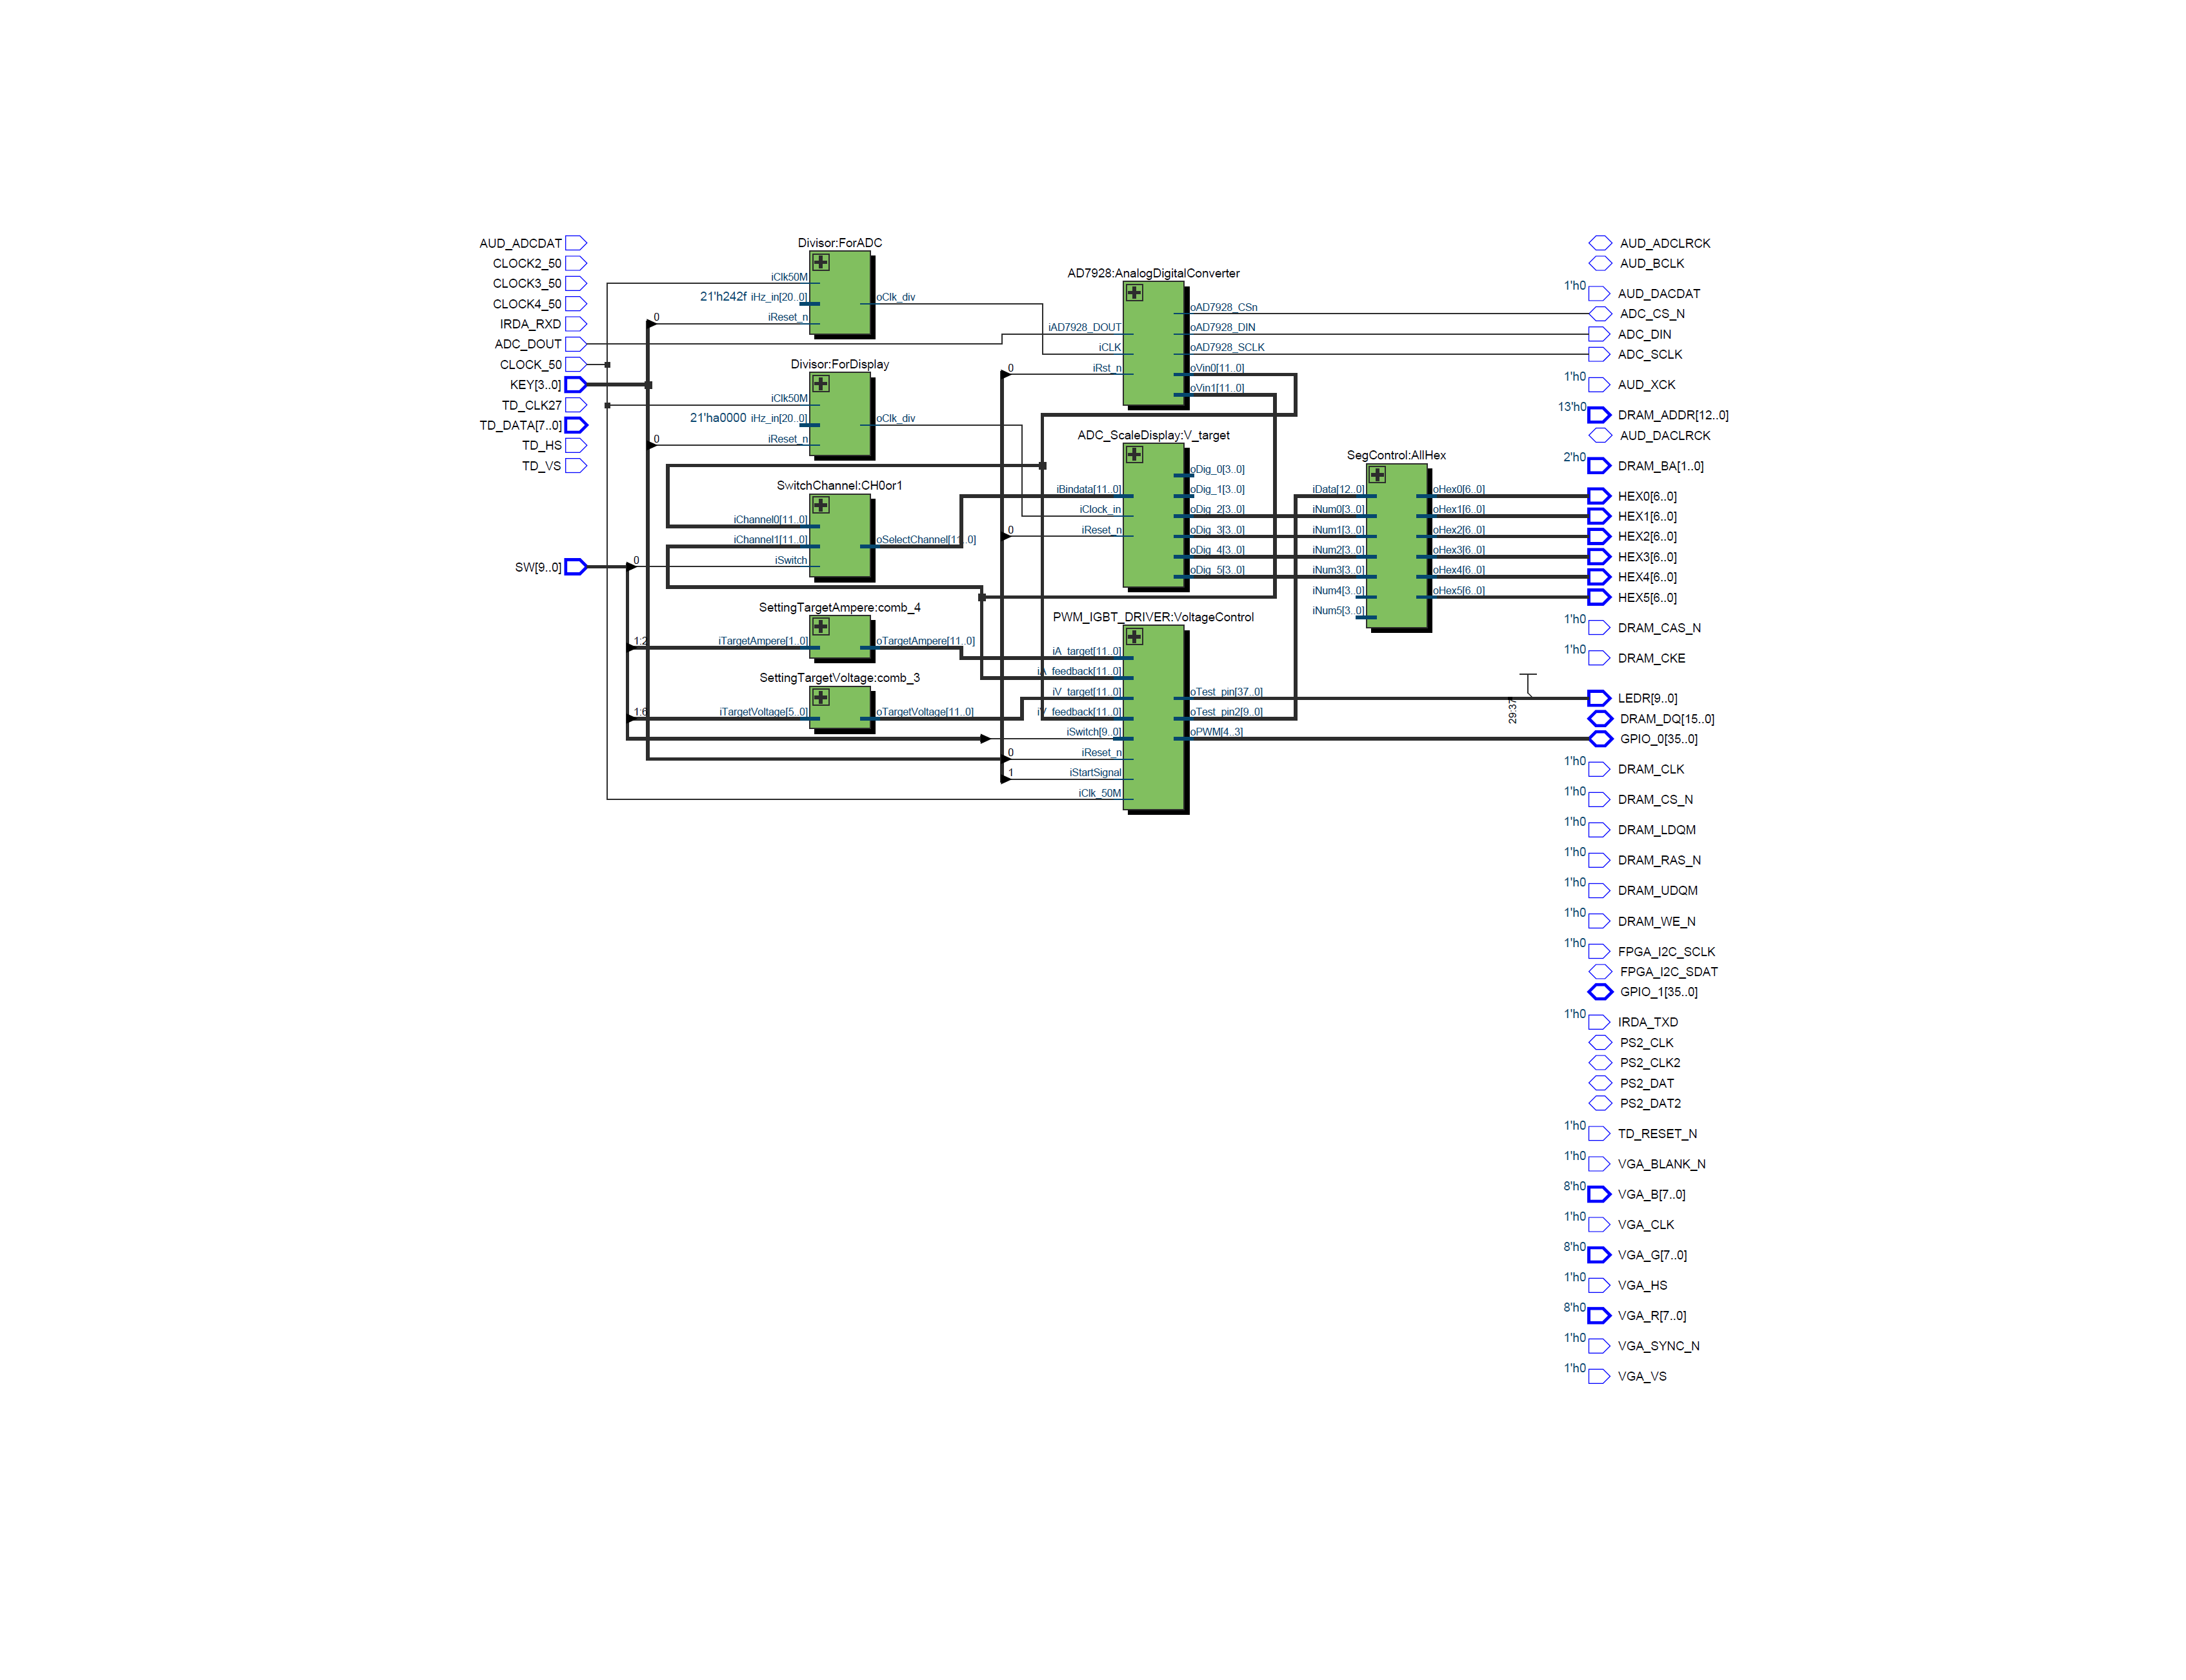 AUD_ADCDAT
CLOCK2_50
CLOCK3_50
CLOCK4_50
IRDA_RXD
ADC_DOUT
CLOCK_50
KEY[3..0]
TD_CLK27
TD_DATA[7..0]
TD_HS
TD_VS
SW[9..0]
Divisor:ForADC
iClk50M
21'h242f iHz_in[20..0]
0
iReset_n
oClk_div
Divisor:ForDisplay
iClk50M
21'ha0000 iHz_in[20..0]
0
iReset_n
oClk_div
SwitchChannel:CH0or1
iChannel0[11..0]
iChannel1[11..0]
0
iSwitch
oSelectChannel[11..0]
SettingTargetAmpere:comb_4
1:2
iTargetAmpere[1..0]
oTargetAmpere[11..0]
SettingTargetVoltage:comb_3
1:6
iTargetVoltage[5..0]
oTargetVoltage[11..0]
AD7928:AnalogDigitalConverter
iAD7928_DOUT
iCLK
0
iRst_n
oAD7928_CSn
oAD7928_DIN
oAD7928_SCLK
oVin0[11..0]
oVin1[11..0]
ADC_ScaleDisplay:V_target
iBindata[11..0]
iClock_in
0
iReset_n
oDig_0[3..0]
oDig_1[3..0]
oDig_2[3..0]
oDig_3[3..0]
oDig_4[3..0]
oDig_5[3..0]
PWM_IGBT_DRIVER:VoltageControl
iA_target[11..0]
iA_feedback[11..0]
iV_target[11..0]
iV_feedback[11..0]
iSwitch[9..0]
0
iReset_n
1
iStartSignal
iClk_50M
oTest_pin[37..0]
oTest_pin2[9..0]
oPWM[4..3]
SegControl:AllHex
iData[12..0]
iNum0[3..0]
iNum1[3..0]
iNum2[3..0]
iNum3[3..0]
iNum4[3..0]
iNum5[3..0]
oHex0[6..0]
oHex1[6..0]
oHex2[6..0]
oHex3[6..0]
oHex4[6..0]
oHex5[6..0]
AUD_ADCLRCK
AUD_BCLK
1'h0
AUD_DACDAT
ADC_CS_N
ADC_DIN
ADC_SCLK
1'h0
AUD_XCK
13'h0
DRAM_ADDR[12..0]
AUD_DACLRCK
2'h0
DRAM_BA[1..0]
HEX0[6..0]
HEX1[6..0]
HEX2[6..0]
HEX3[6..0]
HEX4[6..0]
HEX5[6..0]
1'h0
DRAM_CAS_N
1'h0
DRAM_CKE
29:37
LEDR[9..0]
DRAM_DQ[15..0]
GPIO_0[35..0]
1'h0
DRAM_CLK
1'h0
DRAM_CS_N
1'h0
DRAM_LDQM
1'h0
DRAM_RAS_N
1'h0
DRAM_UDQM
1'h0
DRAM_WE_N
1'h0
FPGA_I2C_SCLK
FPGA_I2C_SDAT
GPIO_1[35..0]
1'h0
IRDA_TXD
PS2_CLK
PS2_CLK2
PS2_DAT
PS2_DAT2
1'h0
TD_RESET_N
1'h0
VGA_BLANK_N
8'h0
VGA_B[7..0]
1'h0
VGA_CLK
8'h0
VGA_G[7..0]
1'h0
VGA_HS
8'h0
VGA_R[7..0]
1'h0
VGA_SYNC_N
1'h0
VGA_VS